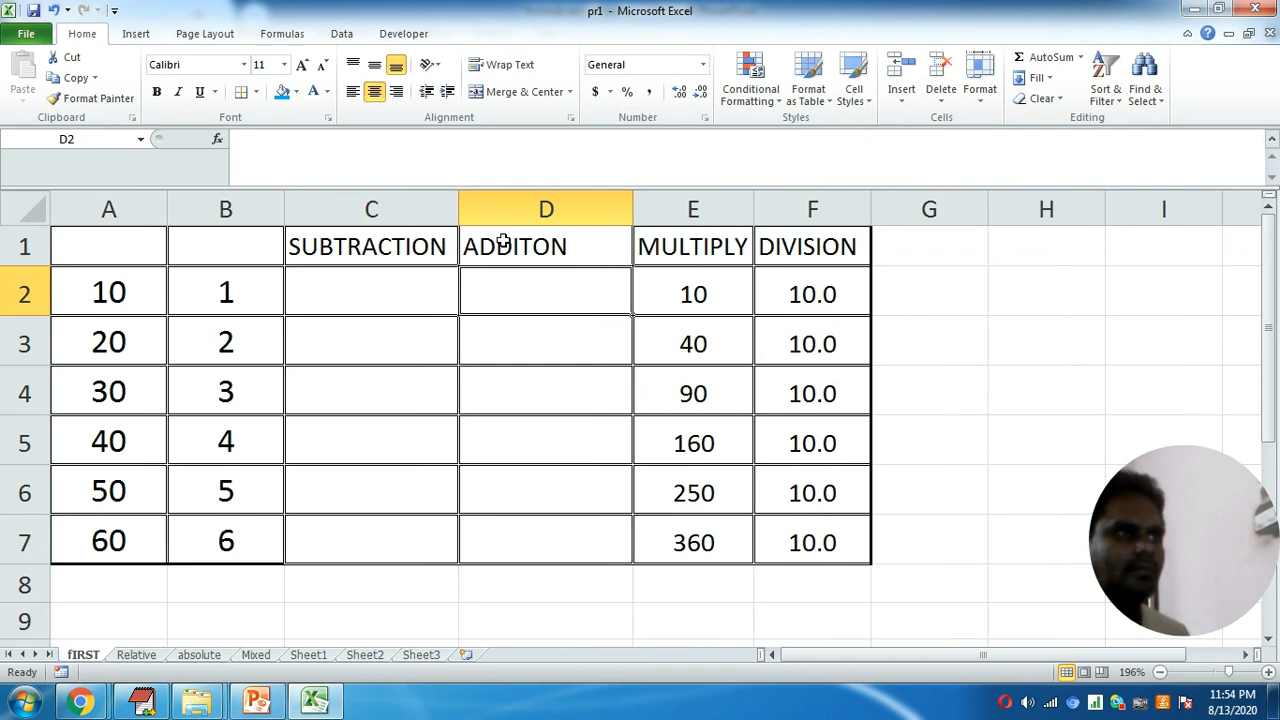 pr1 - Microsoft Excel
File Home Insert Page Layout Formulas Data Developer
Cut
Copy
Format Painter
Paste
Clipboard
Calibri 11
B I U
Font
Wrap Text
Merge & Center
Alignment
General
$ % ,
Number
Conditional Formatting
Format as Table
Cell Styles
Styles
Insert
Delete
Format
Cells
AutoSum
Fill
Clear
Sort & Filter
Find & Select
Editing
D2 fx
A B C D E F G H I
1 SUBTRACTION ADDITON MULTIPLY DIVISION
2 10 1 10 10.0
3 20 2 40 10.0
4 30 3 90 10.0
5 40 4 160 10.0
6 50 5 250 10.0
7 60 6 360 10.0
8
9
fIRST Relative absolute Mixed Sheet1 Sheet2 Sheet3
Ready 196%
11:54 PM
8/13/2020